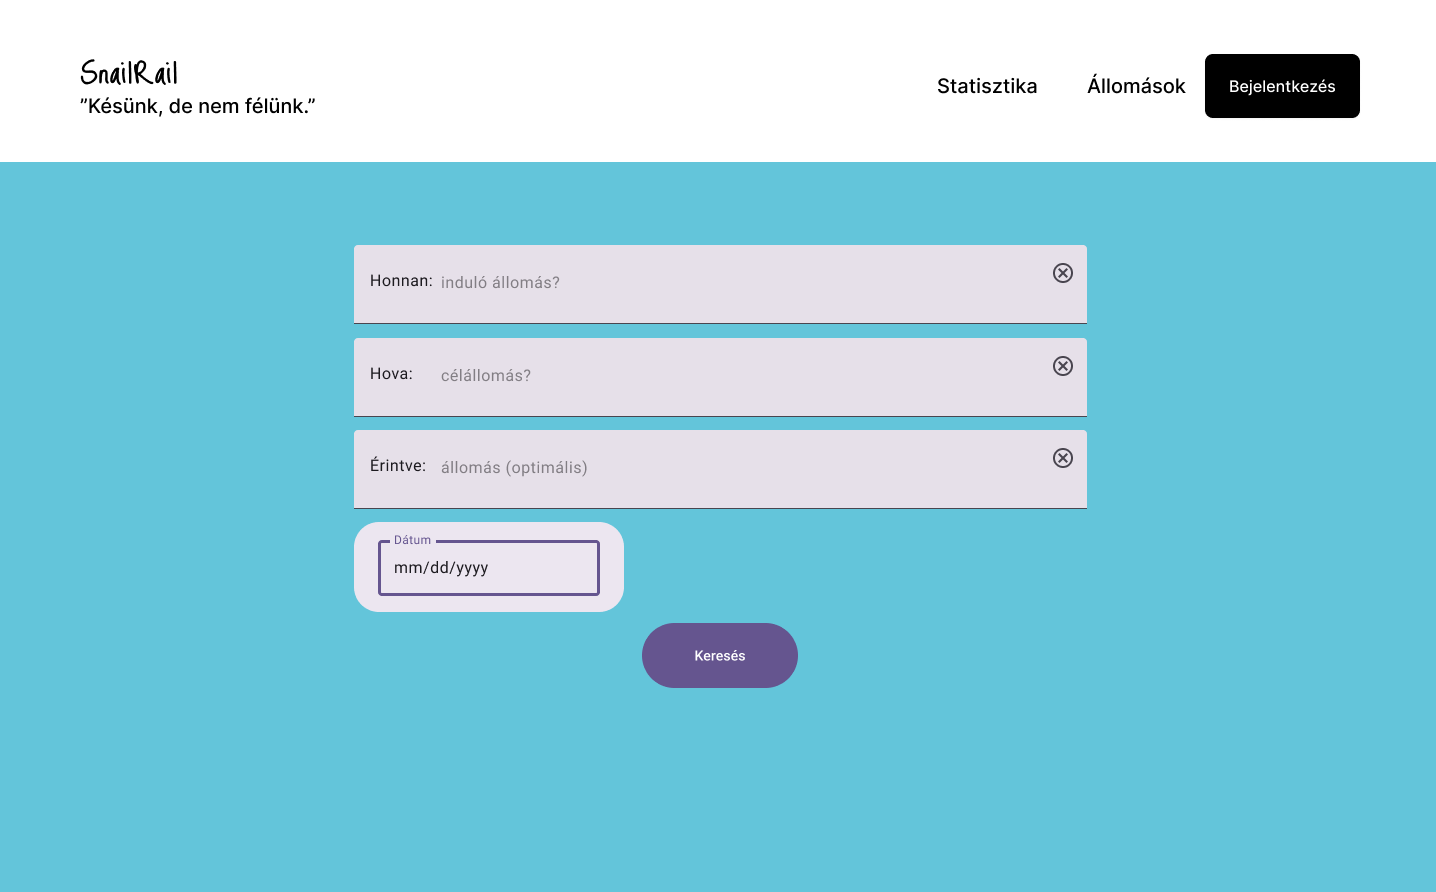 SnailRail
”Késünk, de nem félünk.”
Statisztika
Állomások
Bejelentkezés
Honnan: induló állomás?
Hova: célállomás?
Érintve: állomás (optimális)
Dátum
mm/dd/yyyy
Keresés